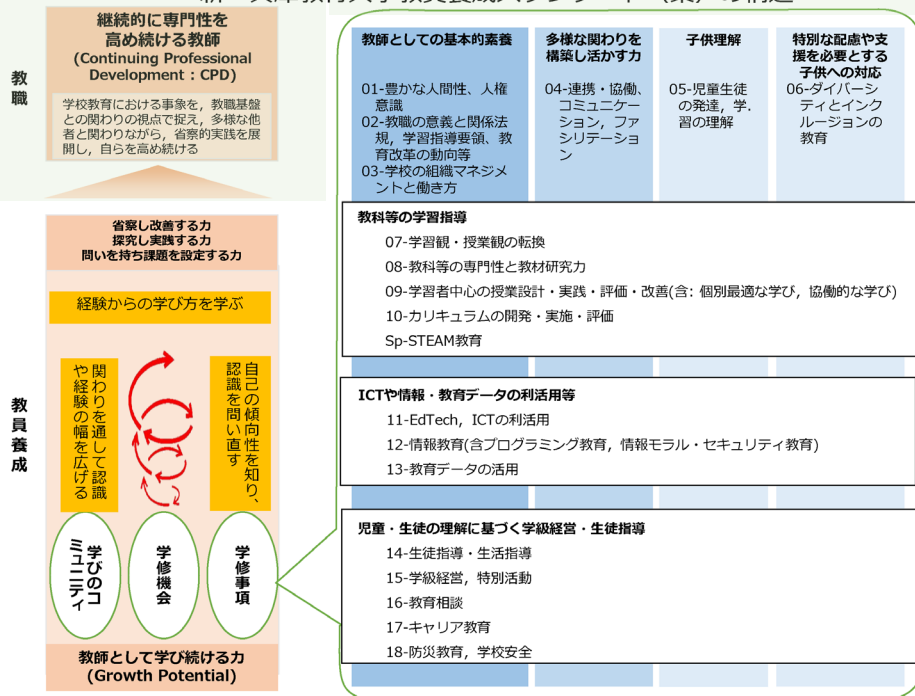 継続的に専門性を
高め続ける教師
(Continuing Professional
Development：CPD)
学校教育における事象を，教職基盤
との関わりの視点で捉え，多様な他
者と関わりながら，省察的実践を展
開し，自らを高め続ける
教職
省察し改善する力
探究し実践する力
問いを持ち課題を設定する力
経験からの学び方を学ぶ
関わりを通して認識
や経験の幅を広げる
自己の傾向性を知り、
認識を問い直す
教員養成
学びのコ
ミュニティ
学修機会
学修事項
教師として学び続ける力
(Growth Potential)
教師としての基本的素養
01-豊かな人間性、人権
意識
02-教職の意義と関係法
規，学習指導要領、教
育改革の動向等
03-学校の組織マネジメ
ントと働き方
多様な関わりを
構築し活かす力
04-連携・協働、
コミュニケー
ション，ファ
シリテーショ
ン
子供理解
05-児童生徒
の発達，学．
習の理解
特別な配慮や支
援を必要とする
子供への対応
06-ダイバーシ
ティとインク
ルージョンの
教育
教科等の学習指導
07-学習観・授業観の転換
08-教科等の専門性と教材研究力
09-学習者中心の授業設計・実践・評価・改善(含: 個別最適な学び，協働的な学び)
10-カリキュラムの開発・実施・評価
Sp-STEAM教育
ICTや情報・教育データの利活用等
11-EdTech，ICTの利活用
12-情報教育(含プログラミング教育，情報モラル・セキュリティ教育)
13-教育データの活用
児童・生徒の理解に基づく学級経営・生徒指導
14-生徒指導・生活指導
15-学級経営，特別活動
16-教育相談
17-キャリア教育
18-防災教育，学校安全